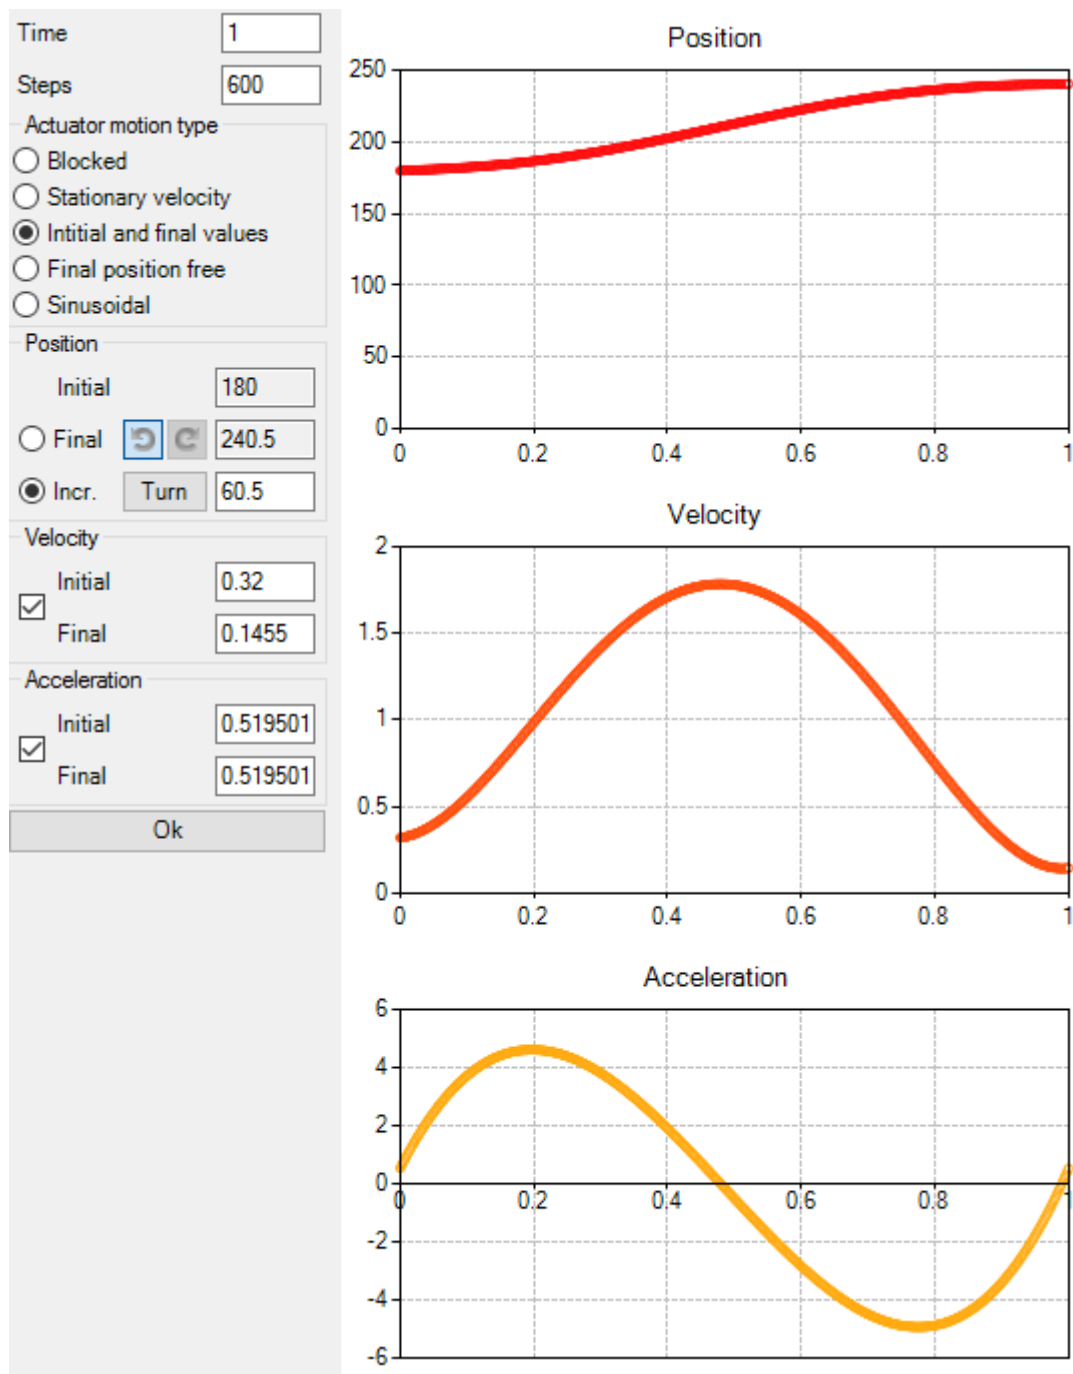 Time 1
Steps 600
Actuator motion type
Blocked
Stationary velocity
Intitial and final values
Final position free
Sinusoidal
Position
Initial 180
Final 240.5
Incr. Turn 60.5
Velocity
Initial 0.32
Final 0.1455
Acceleration
Initial 0.519501
Final 0.519501
Ok
Position
250
200
150
100
50
0
0 0.2 0.4 0.6 0.8 1
Velocity
2
1.5
1
0.5
0
0 0.2 0.4 0.6 0.8 1
Acceleration
6
4
2
0
0 0.2 0.4 0.6 0.8 1
-2
-4
-6